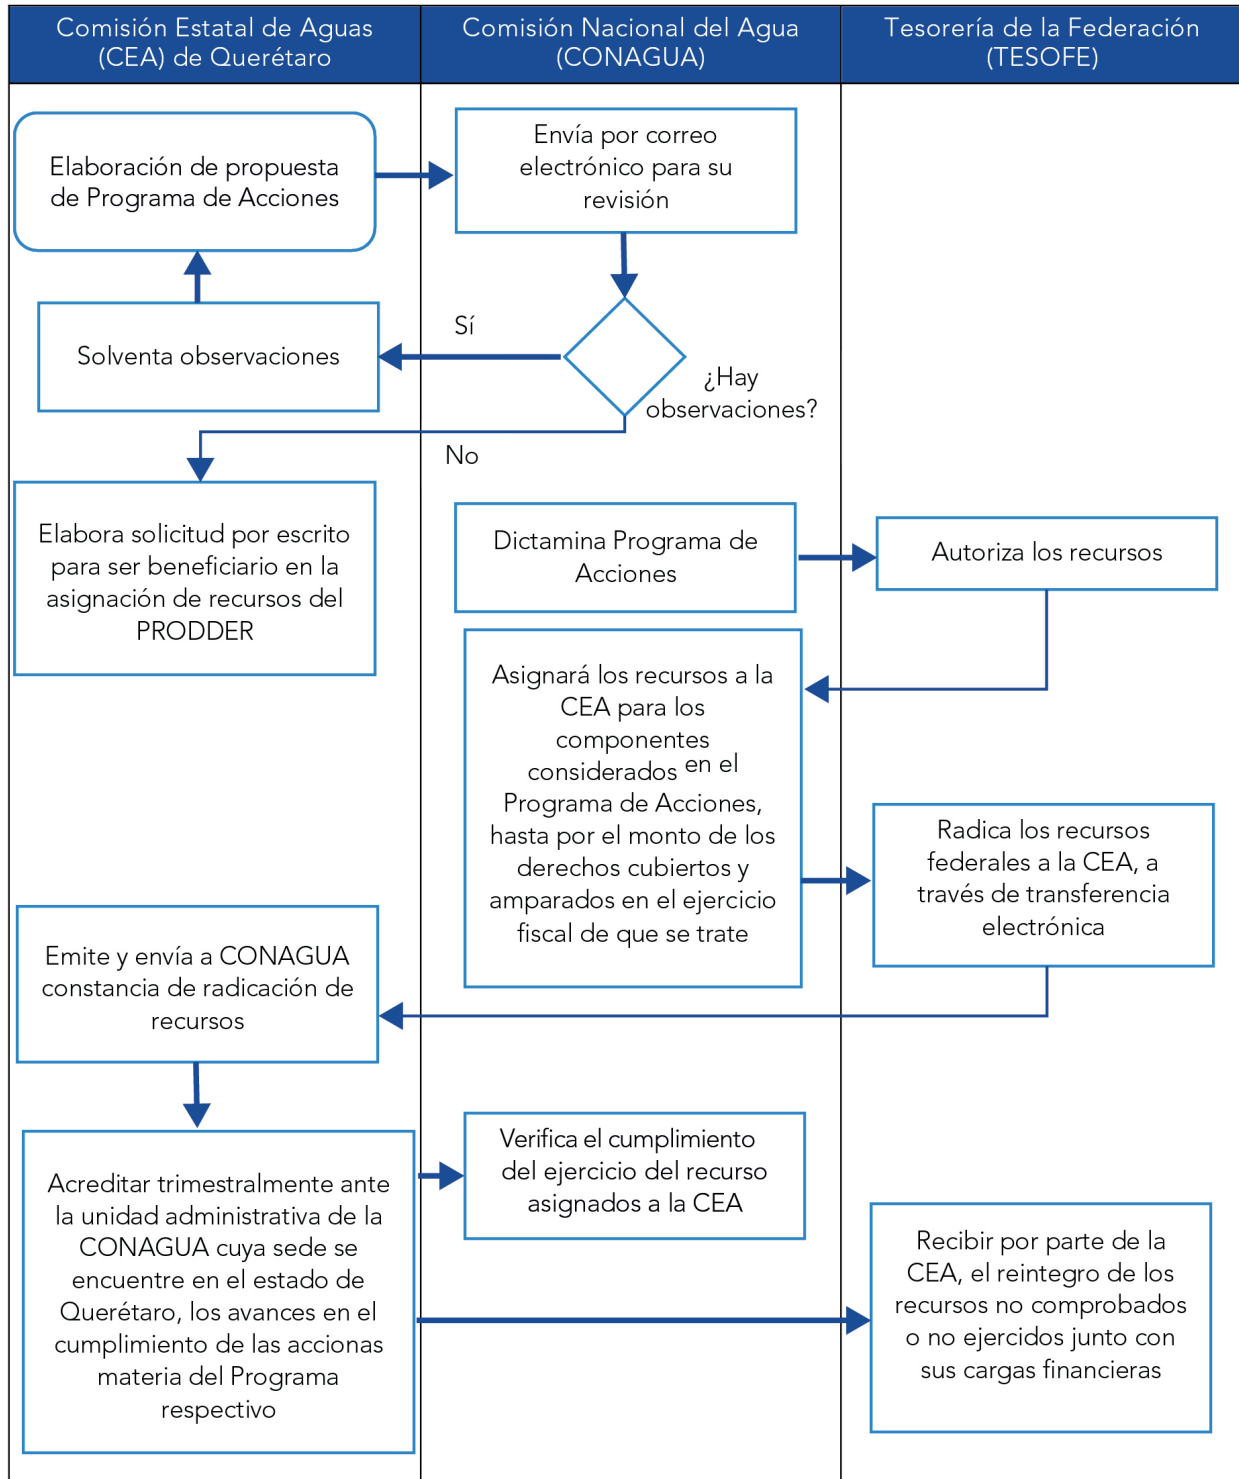 Comisión Estatal de Aguas
(CEA) de Querétaro
Comisión Nacional del Agua
(CONAGUA)
Tesorería de la Federación
(TESOFE)
Elaboración de propuesta
de Programa de Acciones
Envía por correo
electrónico para su
revisión
Sí
Solventa observaciones
¿Hay
observaciones?
No
Elabora solicitud por escrito
para ser beneficiario en la
asignación de recursos del
PRODDER
Dictamina Programa de
Acciones
Autoriza los recursos
Asignará los recursos a la
CEA para los
componentes
considerados en el
Programa de Acciones,
hasta por el monto de los
derechos cubiertos y
amparados en el ejercicio
fiscal de que se trate
Radica los recursos
federales a la CEA, a
través de transferencia
electrónica
Emite y envía a CONAGUA
constancia de radicación de
recursos
Acreditar trimestralmente ante
la unidad administrativa de la
CONAGUA cuya sede se
encuentre en el estado de
Querétaro, los avances en el
cumplimiento de las accionas
materia del Programa
respectivo
Verifica el cumplimiento
del ejercicio del recurso
asignados a la CEA
Recibir por parte de la
CEA, el reintegro de los
recursos no comprobados
o no ejercidos junto con
sus cargas financieras